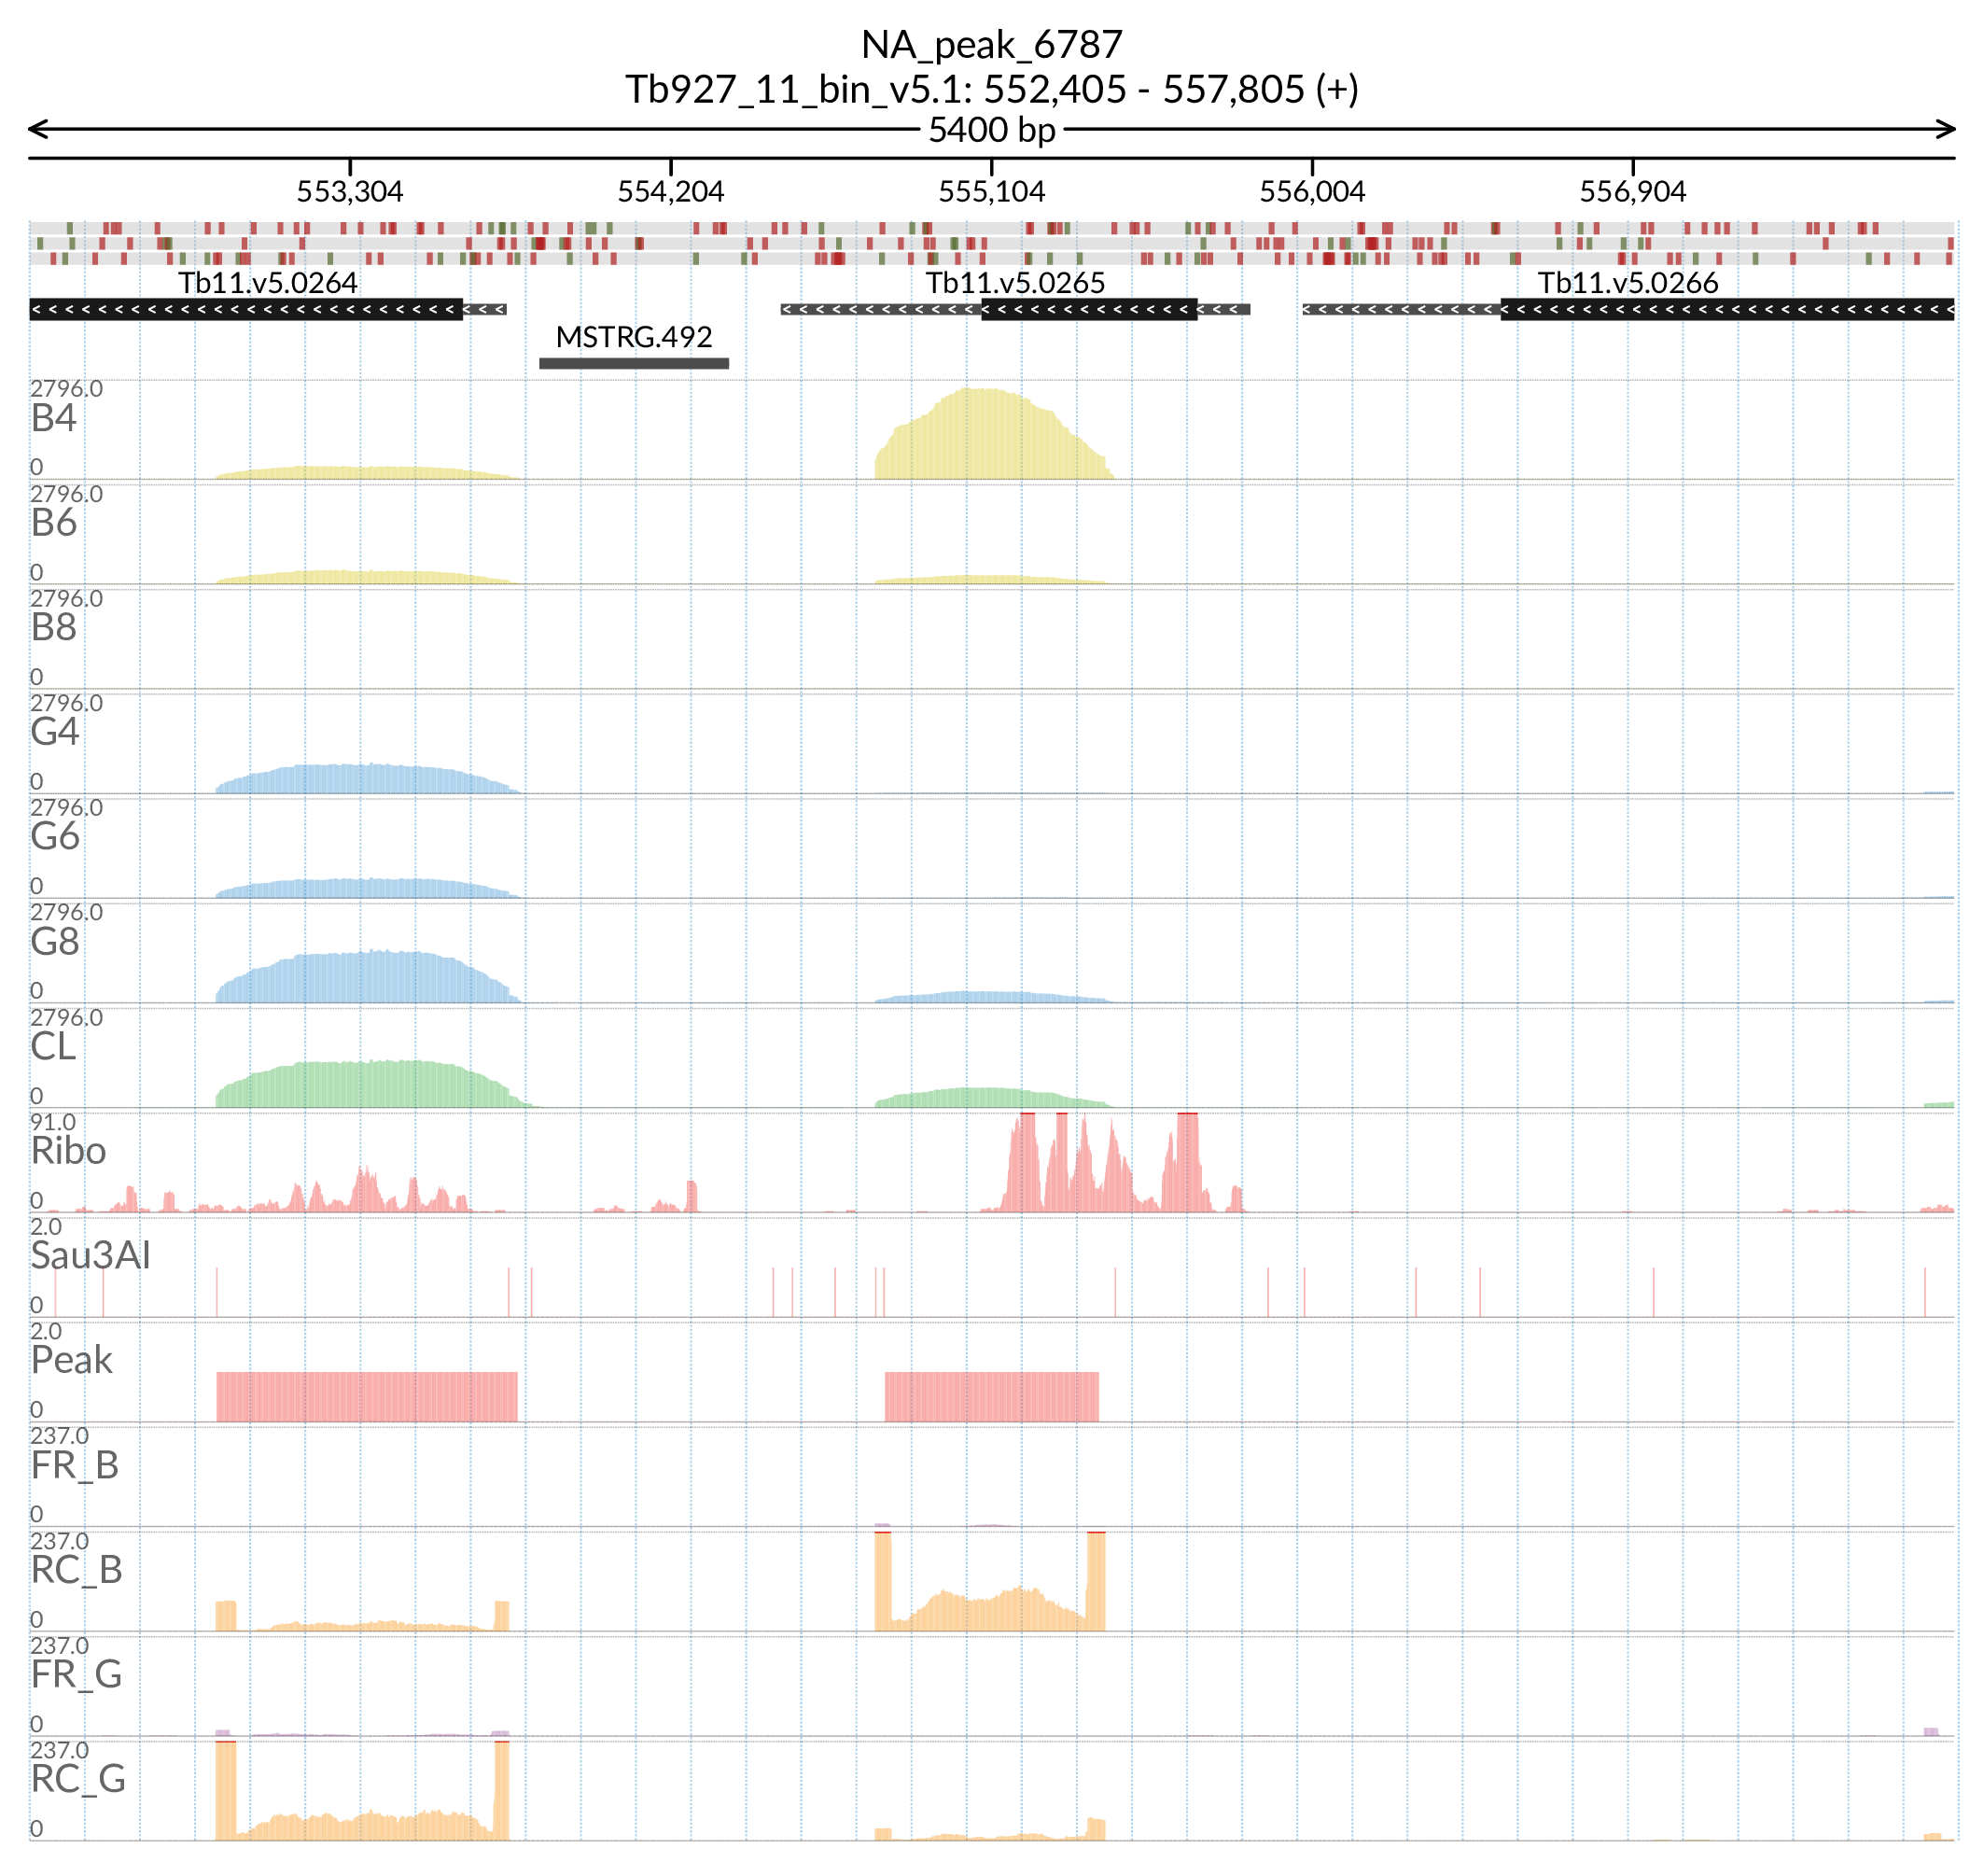 NA_peak_6787
Tb927_11_bin_v5.1: 552,405 - 557,805 (+)
5400 bp
553,304 554,204 555,104 556,004 556,904
Tb11.v5.0264 Tb11.v5.0265 Tb11.v5.0266
MSTRG.492
2796.0
B4
0
2796.0
B6
0
2796.0
B8
0
2796.0
G4
0
2796.0
G6
0
2796.0
G8
0
2796.0
CL
0
91.0
Ribo
0
2.0
Sau3AI
0
2.0
Peak
0
237.0
FR_B
0
237.0
RC_B
0
237.0
FR_G
0
237.0
RC_G
0